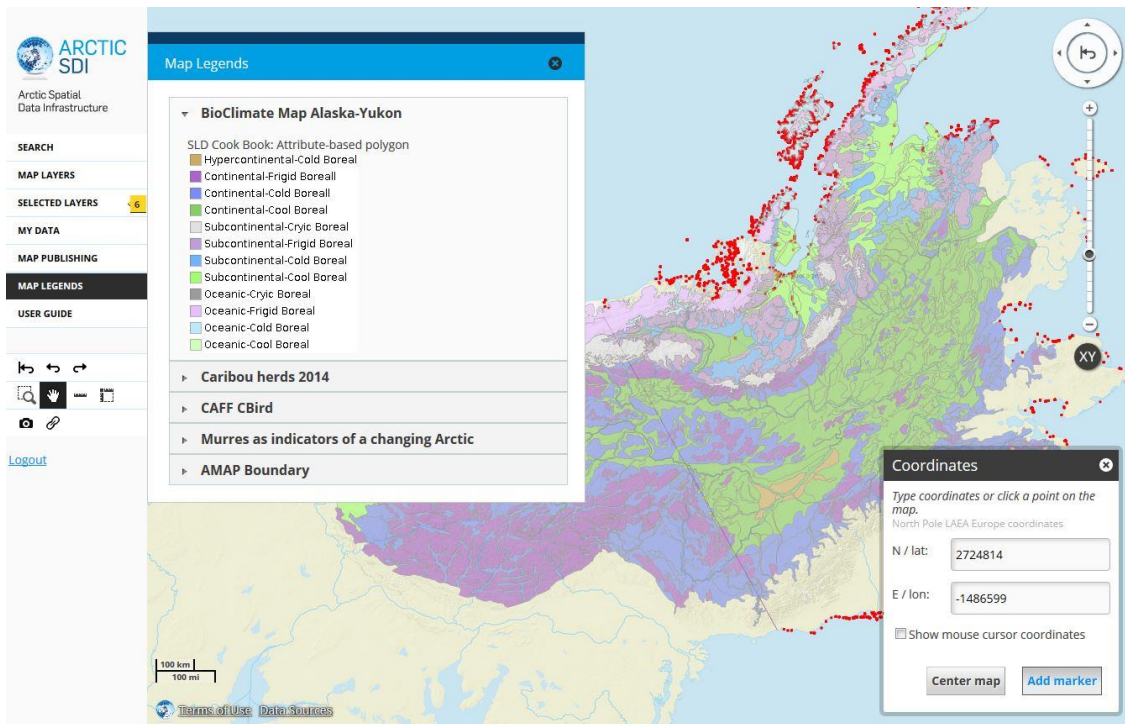 ARCTIC
SDI
Arctic Spatial
Data Infrastructure
SEARCH
MAP LAYERS
SELECTED LAYERS
6
MY DATA
MAP PUBLISHING
MAP LEGENDS
USER GUIDE
XY
Logout
Map Legends
BioClimate Map Alaska-Yukon
SLD Cook Book: Attribute-based polygon
Hypercontinental-Cold Boreal
Continental-Frigid Boreall
Continental-Cold Boreall
Continental-Cool Boreal
Subcontinental-Cryic Boreal
Subcontinental-Frigid Boreal
Subcontinental-Cold Boreal
Subcontinental-Cool Boreal
Oceanic-Cryic Boreal
Oceanic-Frigid Boreal
Oceanic-Cold Boreal
Oceanic-Cool Boreal
Caribou herds 2014
CAFF CBird
Murres as indicators of a changing Arctic
AMAP Boundary
Coordinates
Type coordinates or click a point on the
map.
North Pole LAEA Europe coordinates
N / lat: 2724814
E / lon: -1486599
Show mouse cursor coordinates
Center map Add marker
100 km
100 mi
Terms of Use Data Sources